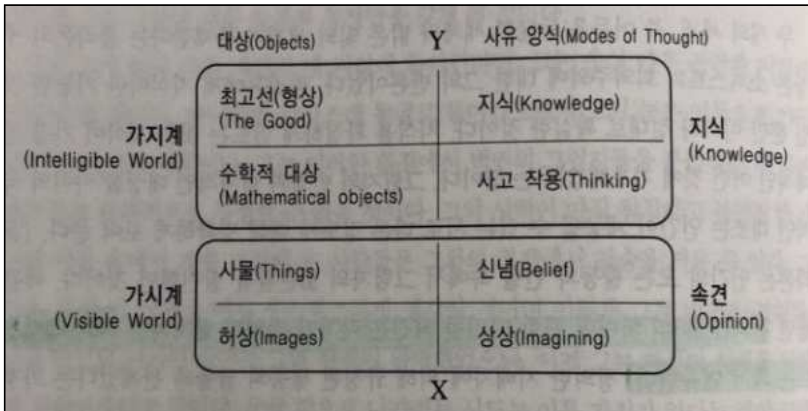 대상(Objects) Y 사유 양식(Modes of Thought)
최고선(형상)
(The Good)
지식(Knowledge)
가지계
(Intelligible World)
지식
(Knowledge)
수학적 대상
(Mathematical objects)
사고 작용(Thinking)
사물(Things)
신념(Belief)
가시계
(Visible World)
속견
(Opinion)
허상(Images)
상상(Imagining)
X